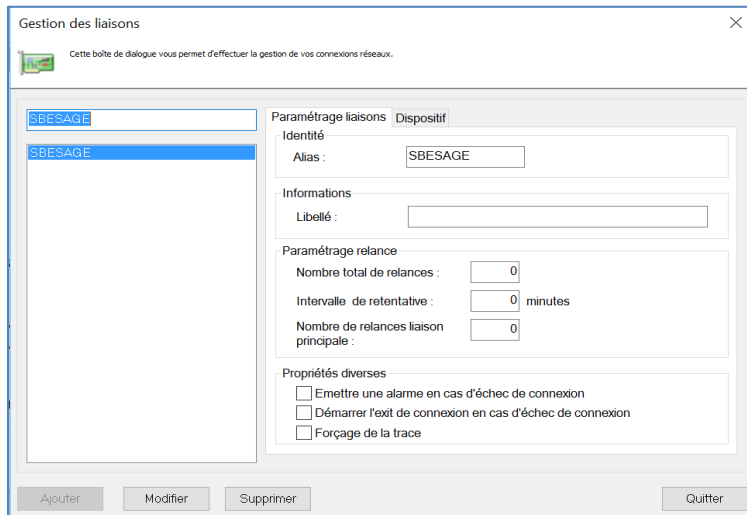 Gestion des liaisons
Cette boîte de dialogue vous permet d'effectuer la gestion de vos connexions réseaux.
SBESAGE
SBESAGE
Paramétrage liaisons Dispositif
Identité
Alias : SBESAGE
Informations
Libellé :
Paramétrage relance
Nombre total de relances : 0
Intervalle de retentative : 0 minutes
Nombre de relances liaison
principale : 0
Propriétés diverses
Emettre une alarme en cas d'échec de connexion
Démarrer l'exit de connexion en cas d'échec de connexion
Forçage de la trace
Ajouter Modifier Supprimer Quitter